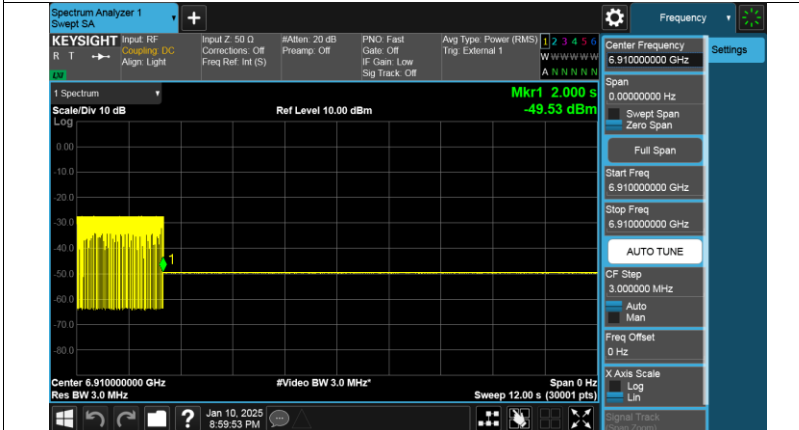 Spectrum Analyzer 1
Swept SA
+
Frequency
KEYSIGHT
R T
LXI
Input: RF
Coupling: DC
Align: Light
Input Z: 50 Ω
Corrections: Off
Freq Ref: Int (S)
#Atten: 20 dB
Preamp: Off
PNO: Fast
Gate: Off
IF Gain: Low
Sig Track: Off
Avg Type: Power (RMS)
Trig: External 1
1 2 3 4 5 6
W W W W W W
A N N N N N
1 Spectrum
Scale/Div 10 dB
Ref Level 10.00 dBm
Mkr1 2.000 s
-49.53 dBm
Log
0.00
-10.0
-20.0
-30.0
-40.0
-50.0
-60.0
-70.0
-80.0
1
Center 6.910000000 GHz
Res BW 3.0 MHz
#Video BW 3.0 MHz*
Span 0 Hz
Sweep 12.00 s (30001 pts)
?
Jan 10, 2025
8:59:53 PM
Center Frequency
6.910000000 GHz
Settings
Span
0.00000000 Hz
Swept Span
Zero Span
Full Span
Start Freq
6.910000000 GHz
Stop Freq
6.910000000 GHz
AUTO TUNE
CF Step
3.000000 MHz
Auto
Man
Freq Offset
0 Hz
X Axis Scale
Log
Lin
Signal Track
(Span Zoom)